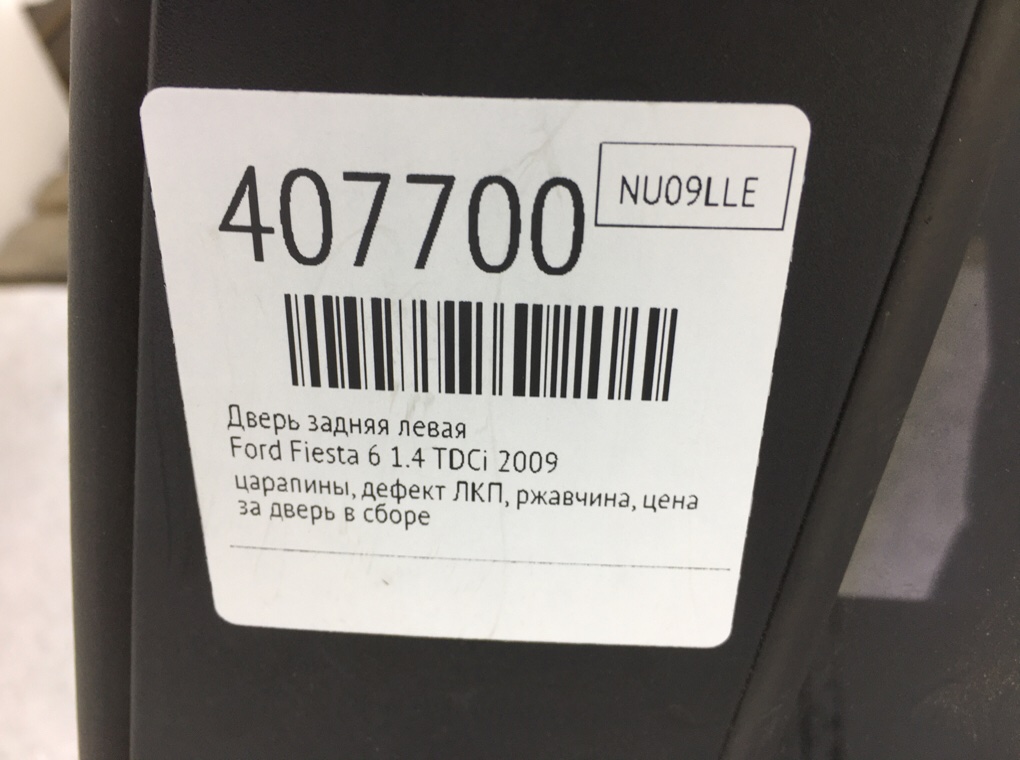 407700
NU09LLE
Дверь задняя левая
Ford Fiesta 6 1.4 TDCi 2009
царапины, дефект ЛКП, ржавчина, цена
за дверь в сборе